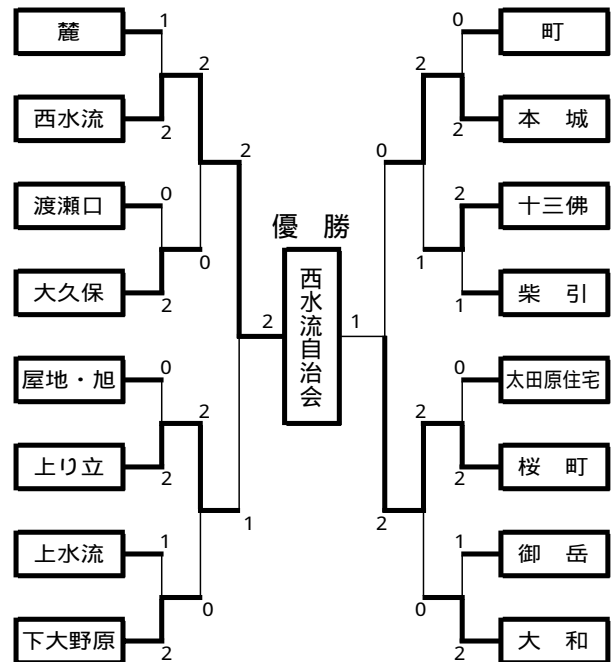 麓
1
2
西水流
2
2
渡瀬口
0
0
大久保
2
屋地・旭
0
2
上り立
2
1
上水流
1
0
下大野原
2
優　勝
2
西水流自治会
1
0
町
2
2
本　城
0
2
十三佛
1
1
柴　引
0
太田原住宅
2
2
桜　町
2
1
御　岳
0
2
大　和